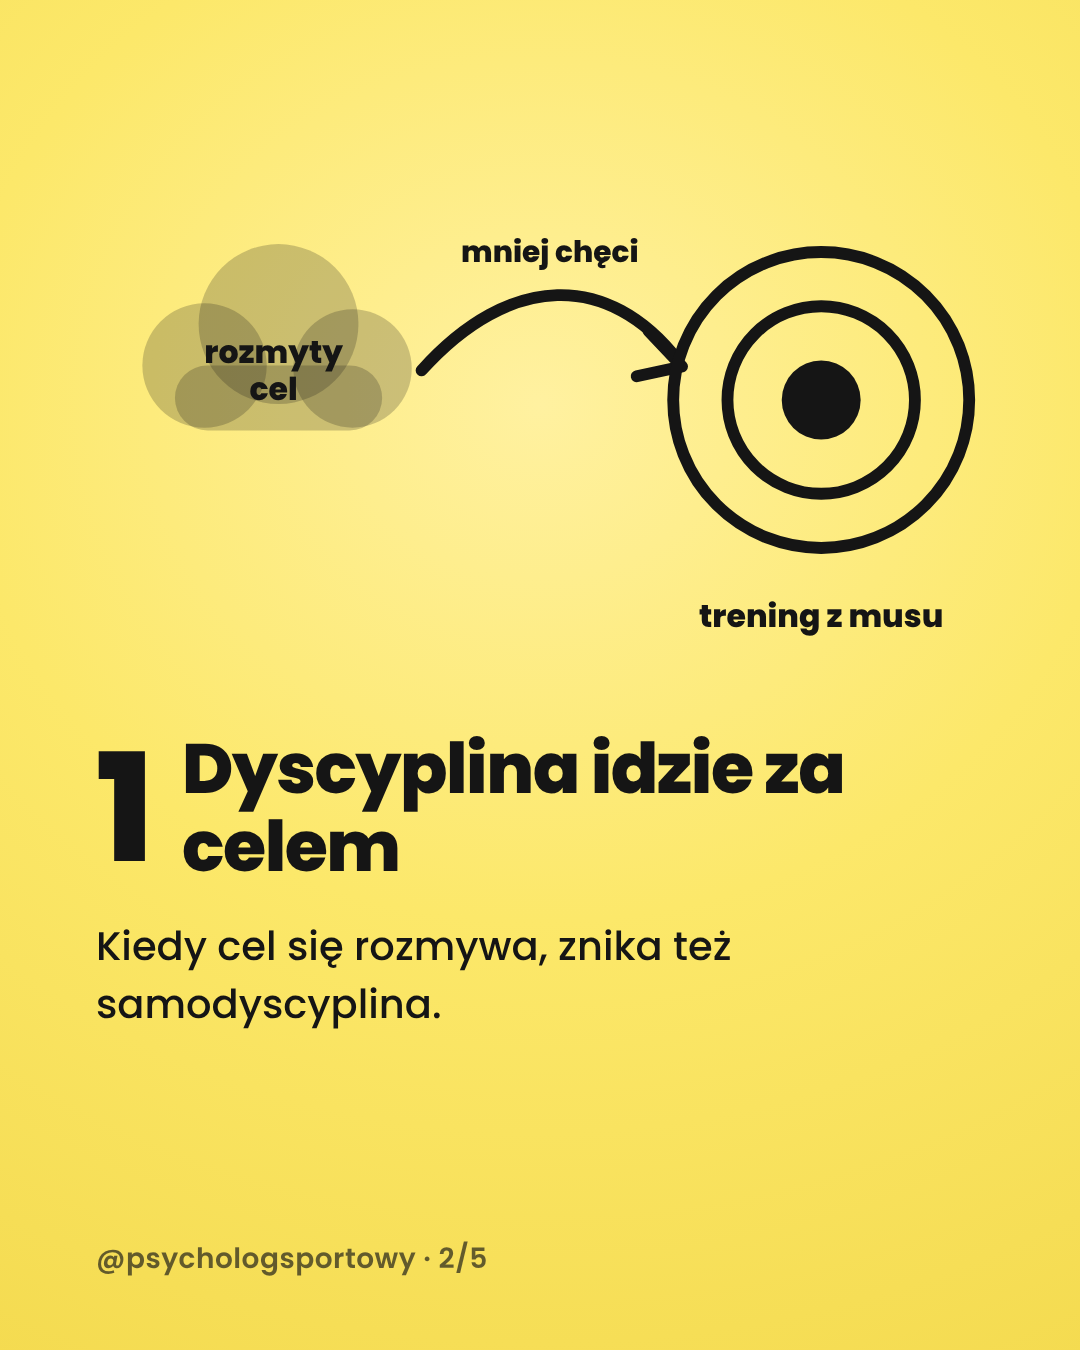 mniej chęci
rozmyty
cel
trening z musu
1
Dyscyplina idzie za
celem
Kiedy cel się rozmywa, znika też
samodyscyplina.
@psychologsportowy · 2/5